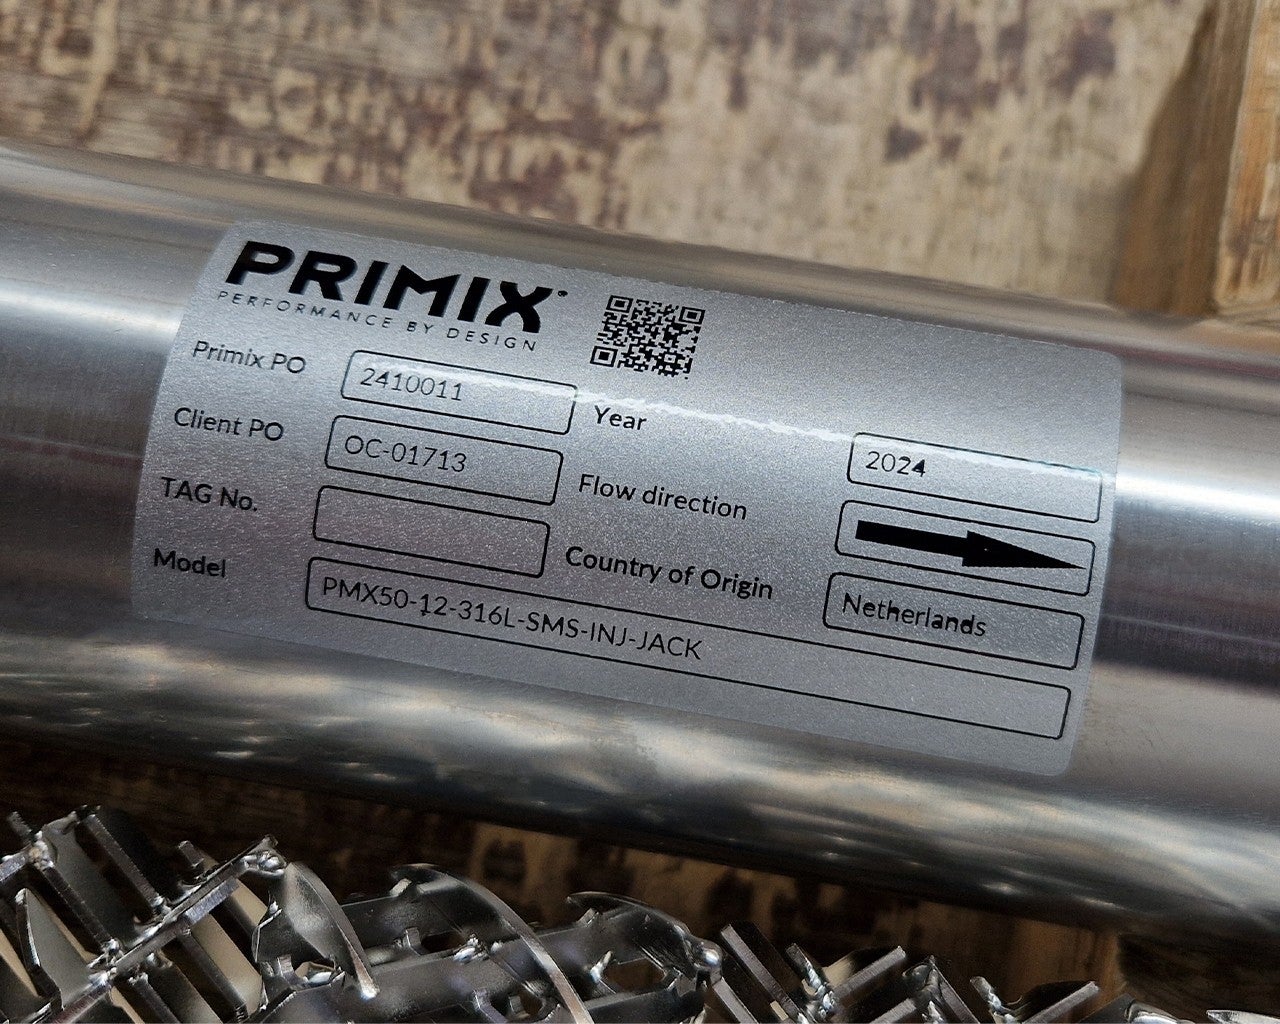 PRIMIX
PERFORMANCE BY DESIGN
Primix PO 2410011 Year 2024
Client PO OC-01713 Flow direction
TAG No. Country of Origin Netherlands
Model PMX50-12-316L-SMS-INJ-JACK